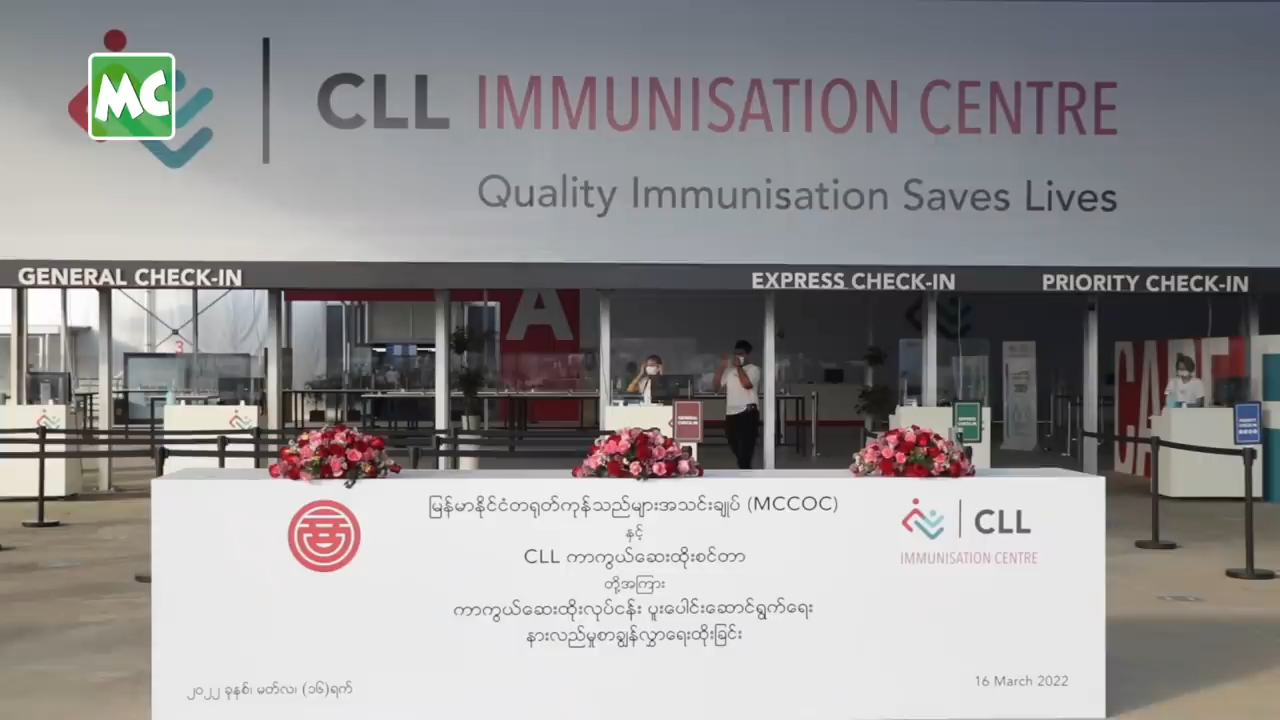 MC
CLL IMMUNISATION CENTRE
Quality Immunisation Saves Lives
GENERAL CHECK-IN
EXPRESS CHECK-IN
PRIORITY CHECK-IN
3
A
CARE
GENERAL CHECK-IN
မြန်မာနိုင်ငံတရုတ်ကုန်သည်များအသင်းချုပ် (MCCOC)
နှင့်
CLL ကာကွယ်ဆေးထိုးစင်တာ
တို့အကြား
ကာကွယ်ဆေးထိုးလုပ်ငန်း ပူးပေါင်းဆောင်ရွက်ရေး
နားလည်မှုစာချွန်လွှာရေးထိုးခြင်း
CLL
IMMUNISATION CENTRE
၂၀၂၂ ခုနှစ်၊ မတ်လ၊ (၁၆)ရက်
16 March 2022